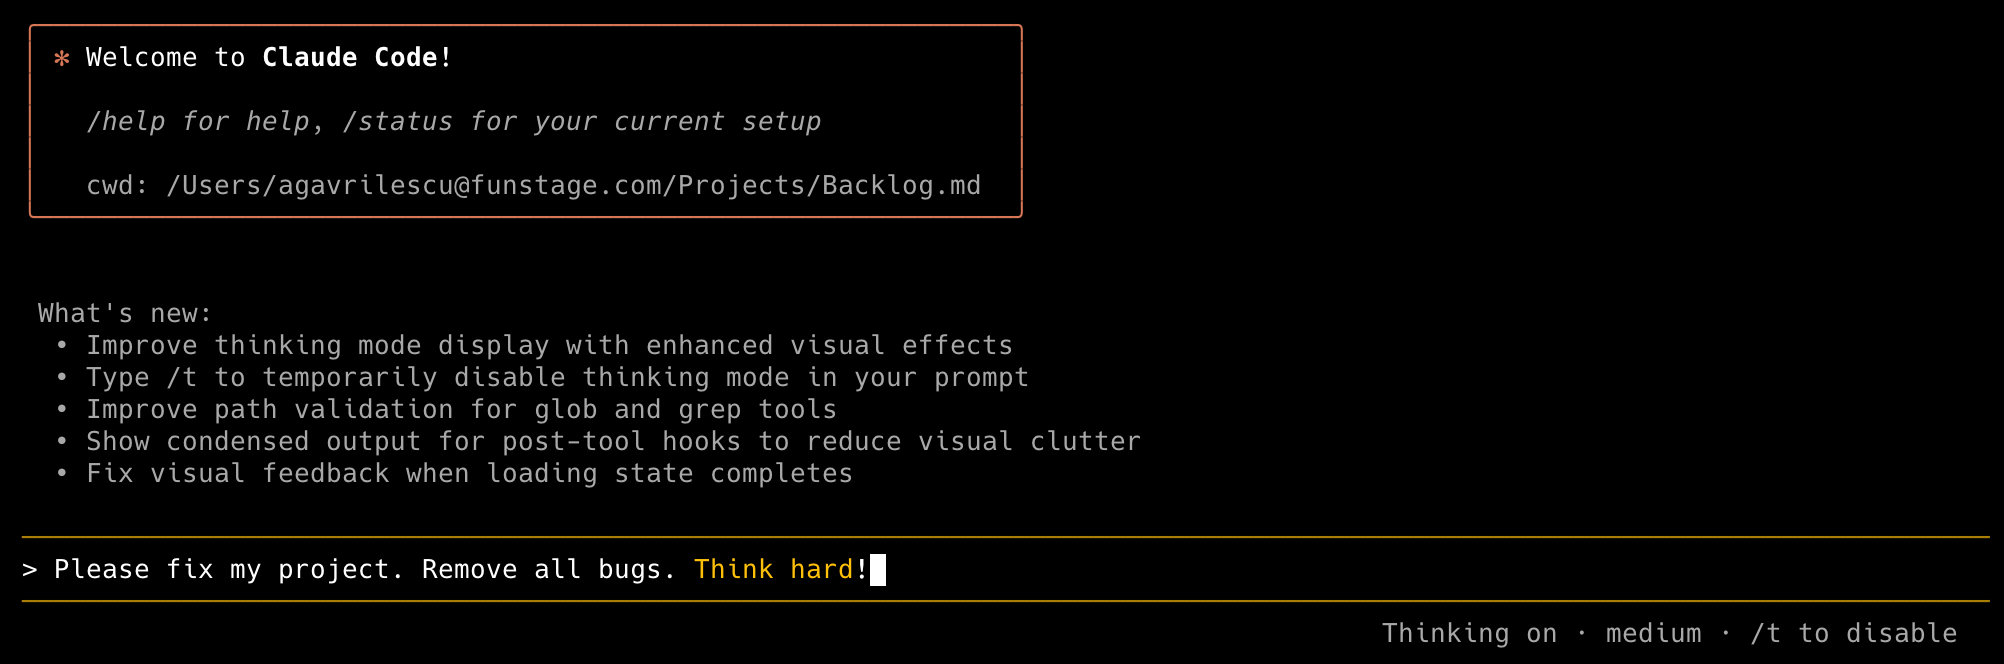 ✻ Welcome to Claude Code!
/help for help, /status for your current setup
cwd: /Users/agavrilescu@funstage.com/Projects/Backlog.md
What's new:
• Improve thinking mode display with enhanced visual effects
• Type /t to temporarily disable thinking mode in your prompt
• Improve path validation for glob and grep tools
• Show condensed output for post-tool hooks to reduce visual clutter
• Fix visual feedback when loading state completes
> Please fix my project. Remove all bugs. Think hard!
Thinking on · medium · /t to disable